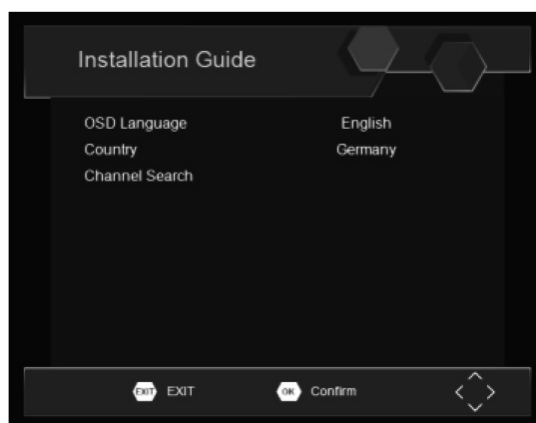 Installation Guide
OSD Language English
Country Germany
Channel Search
EXIT EXIT OK Confirm